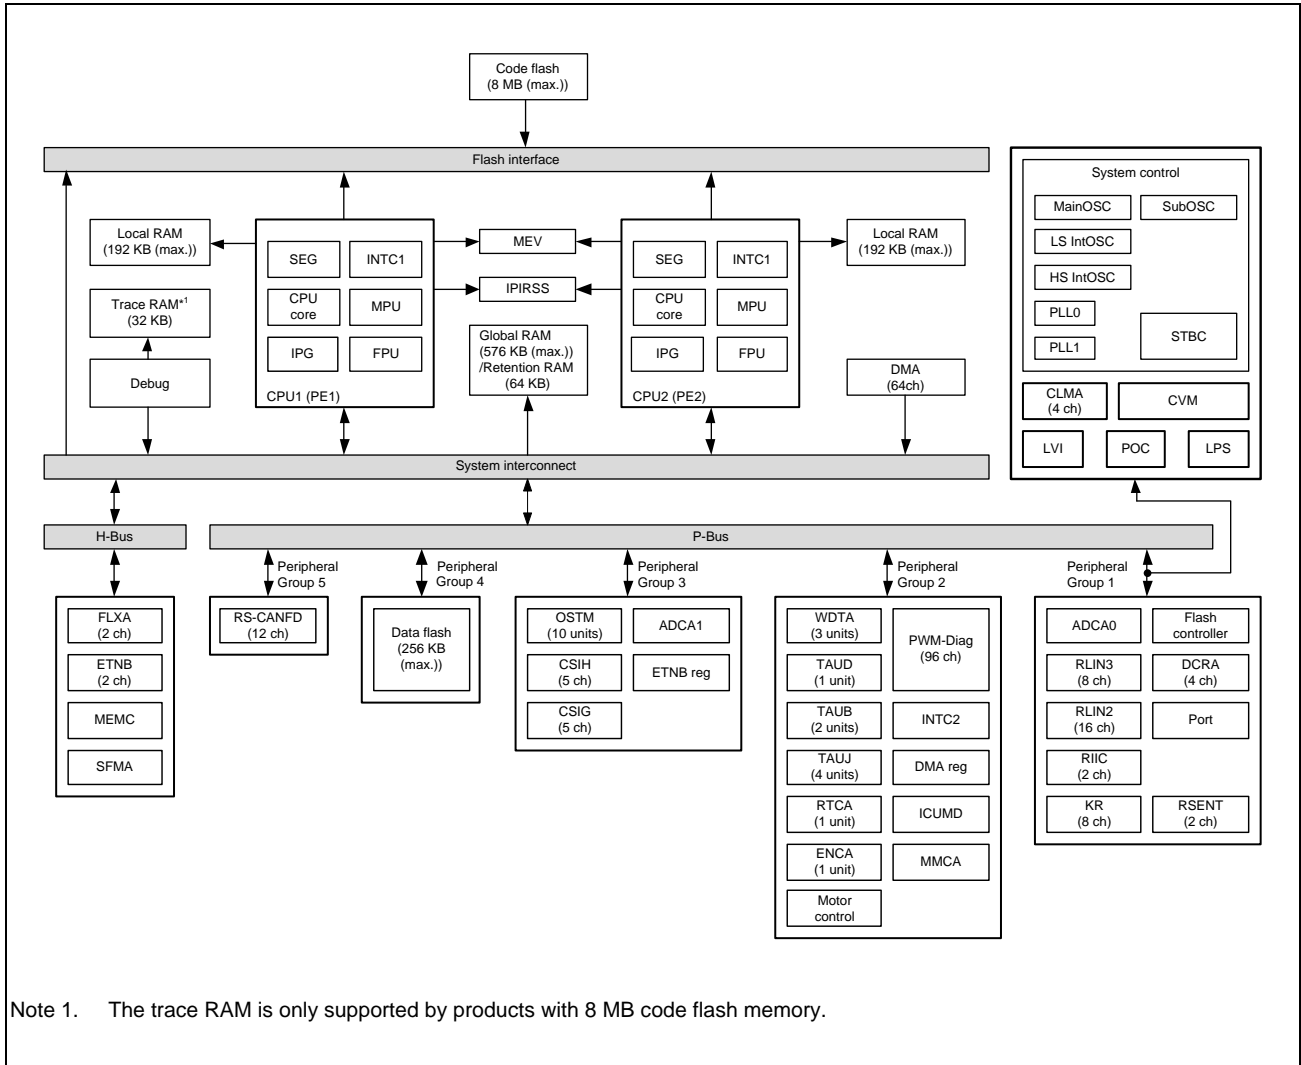 Code flash
(8 MB (max.))
Flash interface
Local RAM
(192 KB (max.))
Trace RAM*1
(32 KB)
Debug
SEG
INTC1
CPU
core
MPU
IPG
FPU
CPU1 (PE1)
MEV
IPIRSS
Global RAM
(576 KB (max.))
/Retention RAM
(64 KB)
SEG
INTC1
CPU
core
MPU
IPG
FPU
CPU2 (PE2)
Local RAM
(192 KB (max.))
DMA
(64ch)
System interconnect
System control
MainOSC
SubOSC
LS IntOSC
HS IntOSC
PLL0
PLL1
STBC
CLMA
(4 ch)
CVM
LVI
POC
LPS
H-Bus
P-Bus
FLXA
(2 ch)
ETNB
(2 ch)
MEMC
SFMA
Peripheral
Group 5
RS-CANFD
(12 ch)
Peripheral
Group 4
Data flash
(256 KB
(max.))
Peripheral
Group 3
OSTM
(10 units)
ADCA1
CSIH
(5 ch)
ETNB reg
CSIG
(5 ch)
Peripheral
Group 2
WDTA
(3 units)
PWM-Diag
(96 ch)
TAUD
(1 unit)
TAUB
(2 units)
INTC2
TAUJ
(4 units)
DMA reg
RTCA
(1 unit)
ICUMD
ENCA
(1 unit)
MMCA
Motor
control
Peripheral
Group 1
ADCA0
Flash
controller
RLIN3
(8 ch)
DCRA
(4 ch)
RLIN2
(16 ch)
Port
RIIC
(2 ch)
KR
(8 ch)
RSENT
(2 ch)
Note 1. The trace RAM is only supported by products with 8 MB code flash memory.